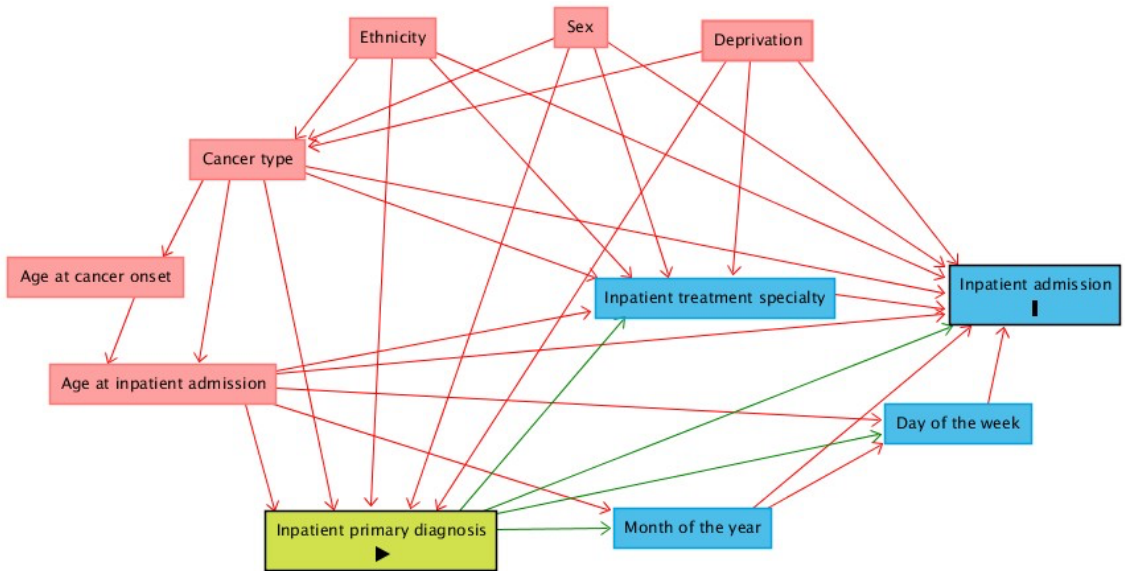 Ethnicity
Sex
Deprivation
Cancer type
Age at cancer onset
Inpatient treatment specialty
Inpatient admission
Age at inpatient admission
Day of the week
Inpatient primary diagnosis
Month of the year